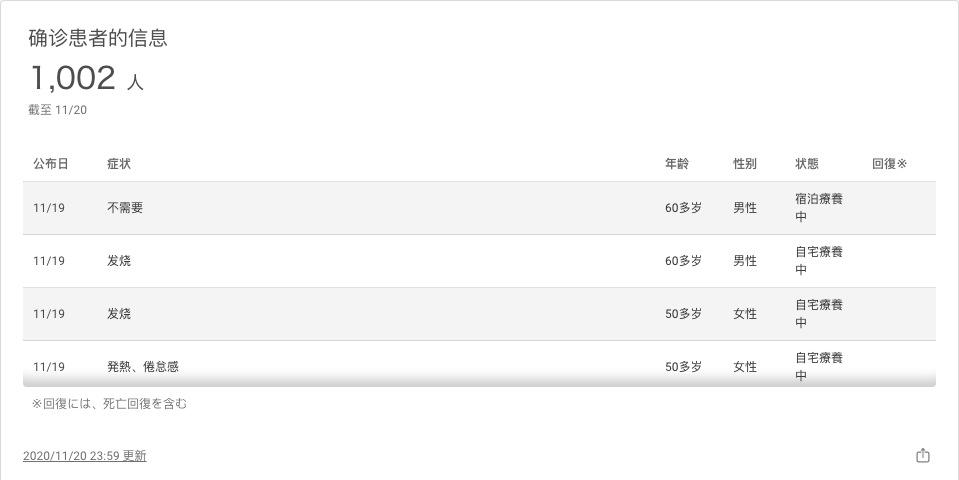 确诊患者的信息
1,002 人
截至 11/20
公布日 症状 年龄 性别 状態 回復※
11/19 不需要 60多岁 男性 宿泊療養
中
11/19 发烧 60多岁 男性 自宅療養
中
11/19 发烧 50多岁 女性 自宅療養
中
11/19 発熱、倦怠感 50多岁 女性 自宅療養
中
※回復には、死亡回復を含む
2020/11/20 23:59 更新